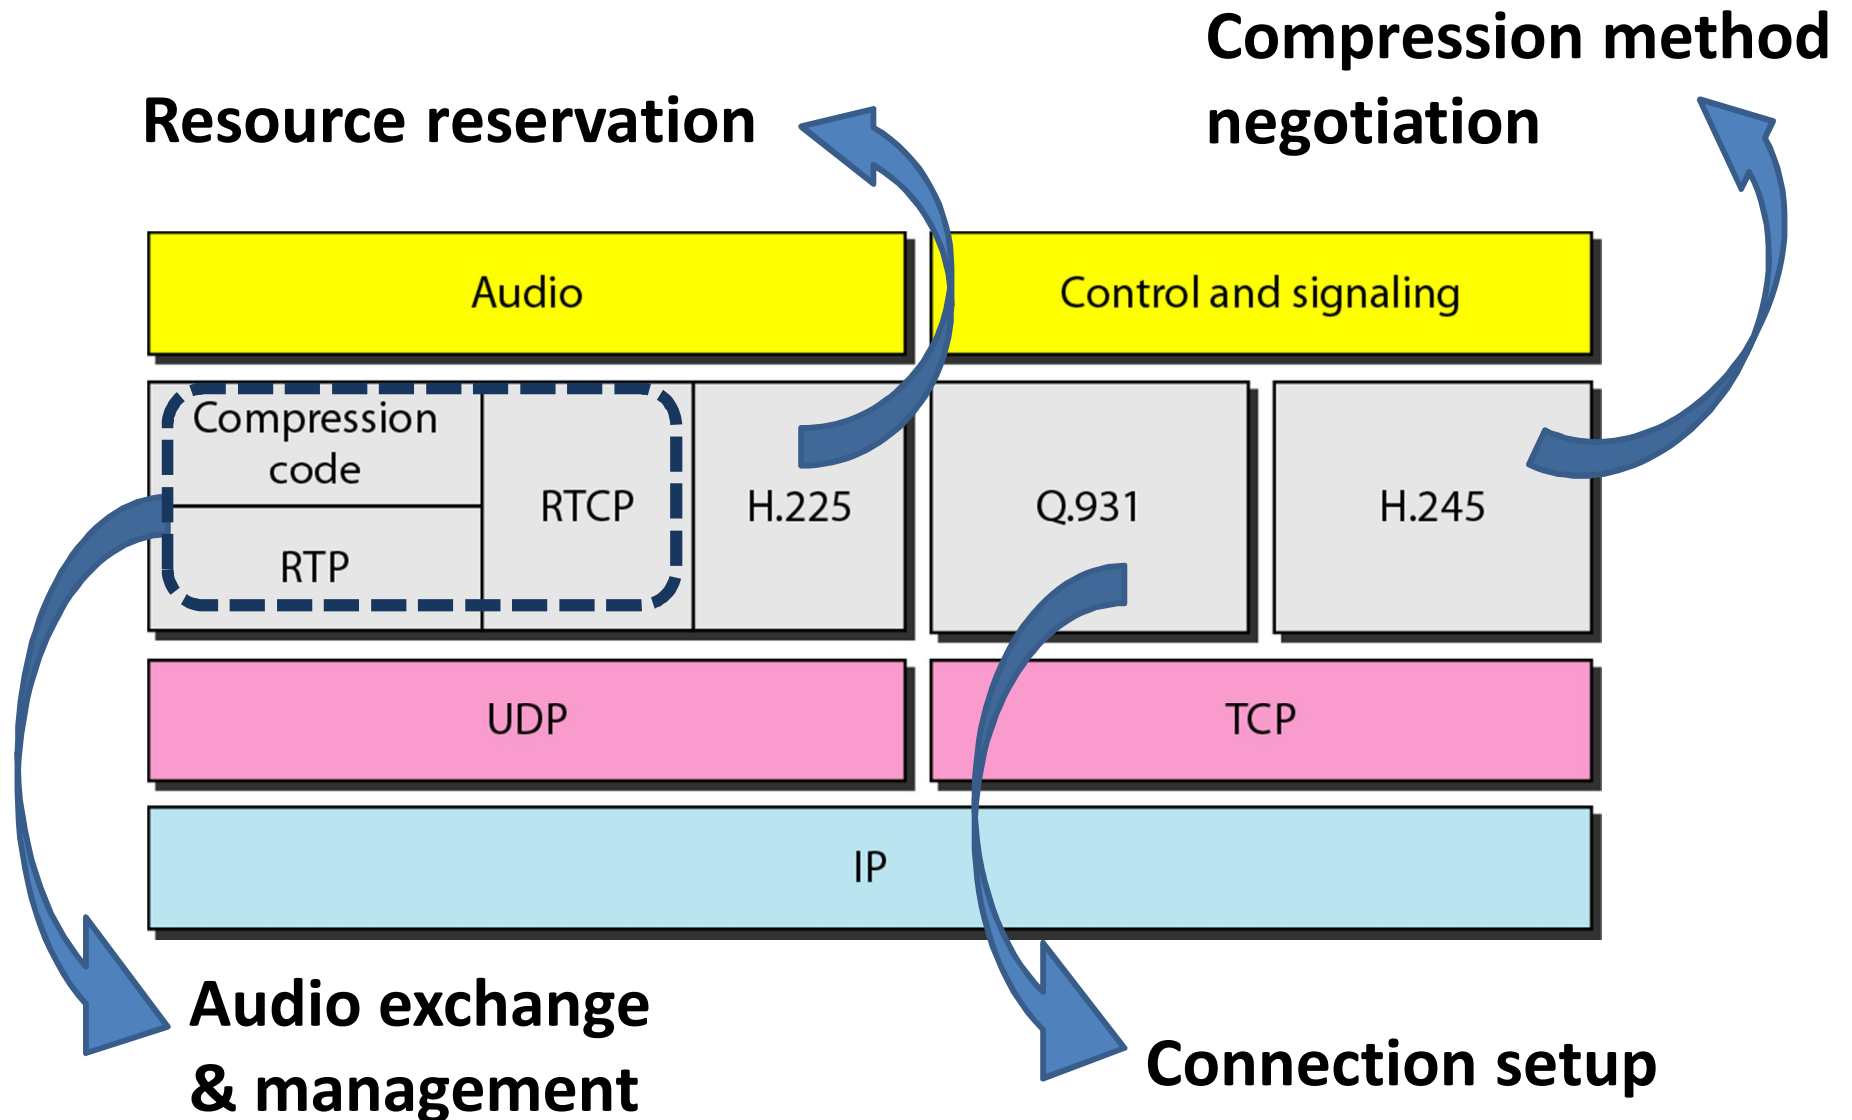 Compression method
negotiation
Resource reservation
Audio
Control and signaling
Compression
code
RTP
RTCP
H.225
Q.931
H.245
UDP
TCP
IP
Audio exchange
& management
Connection setup